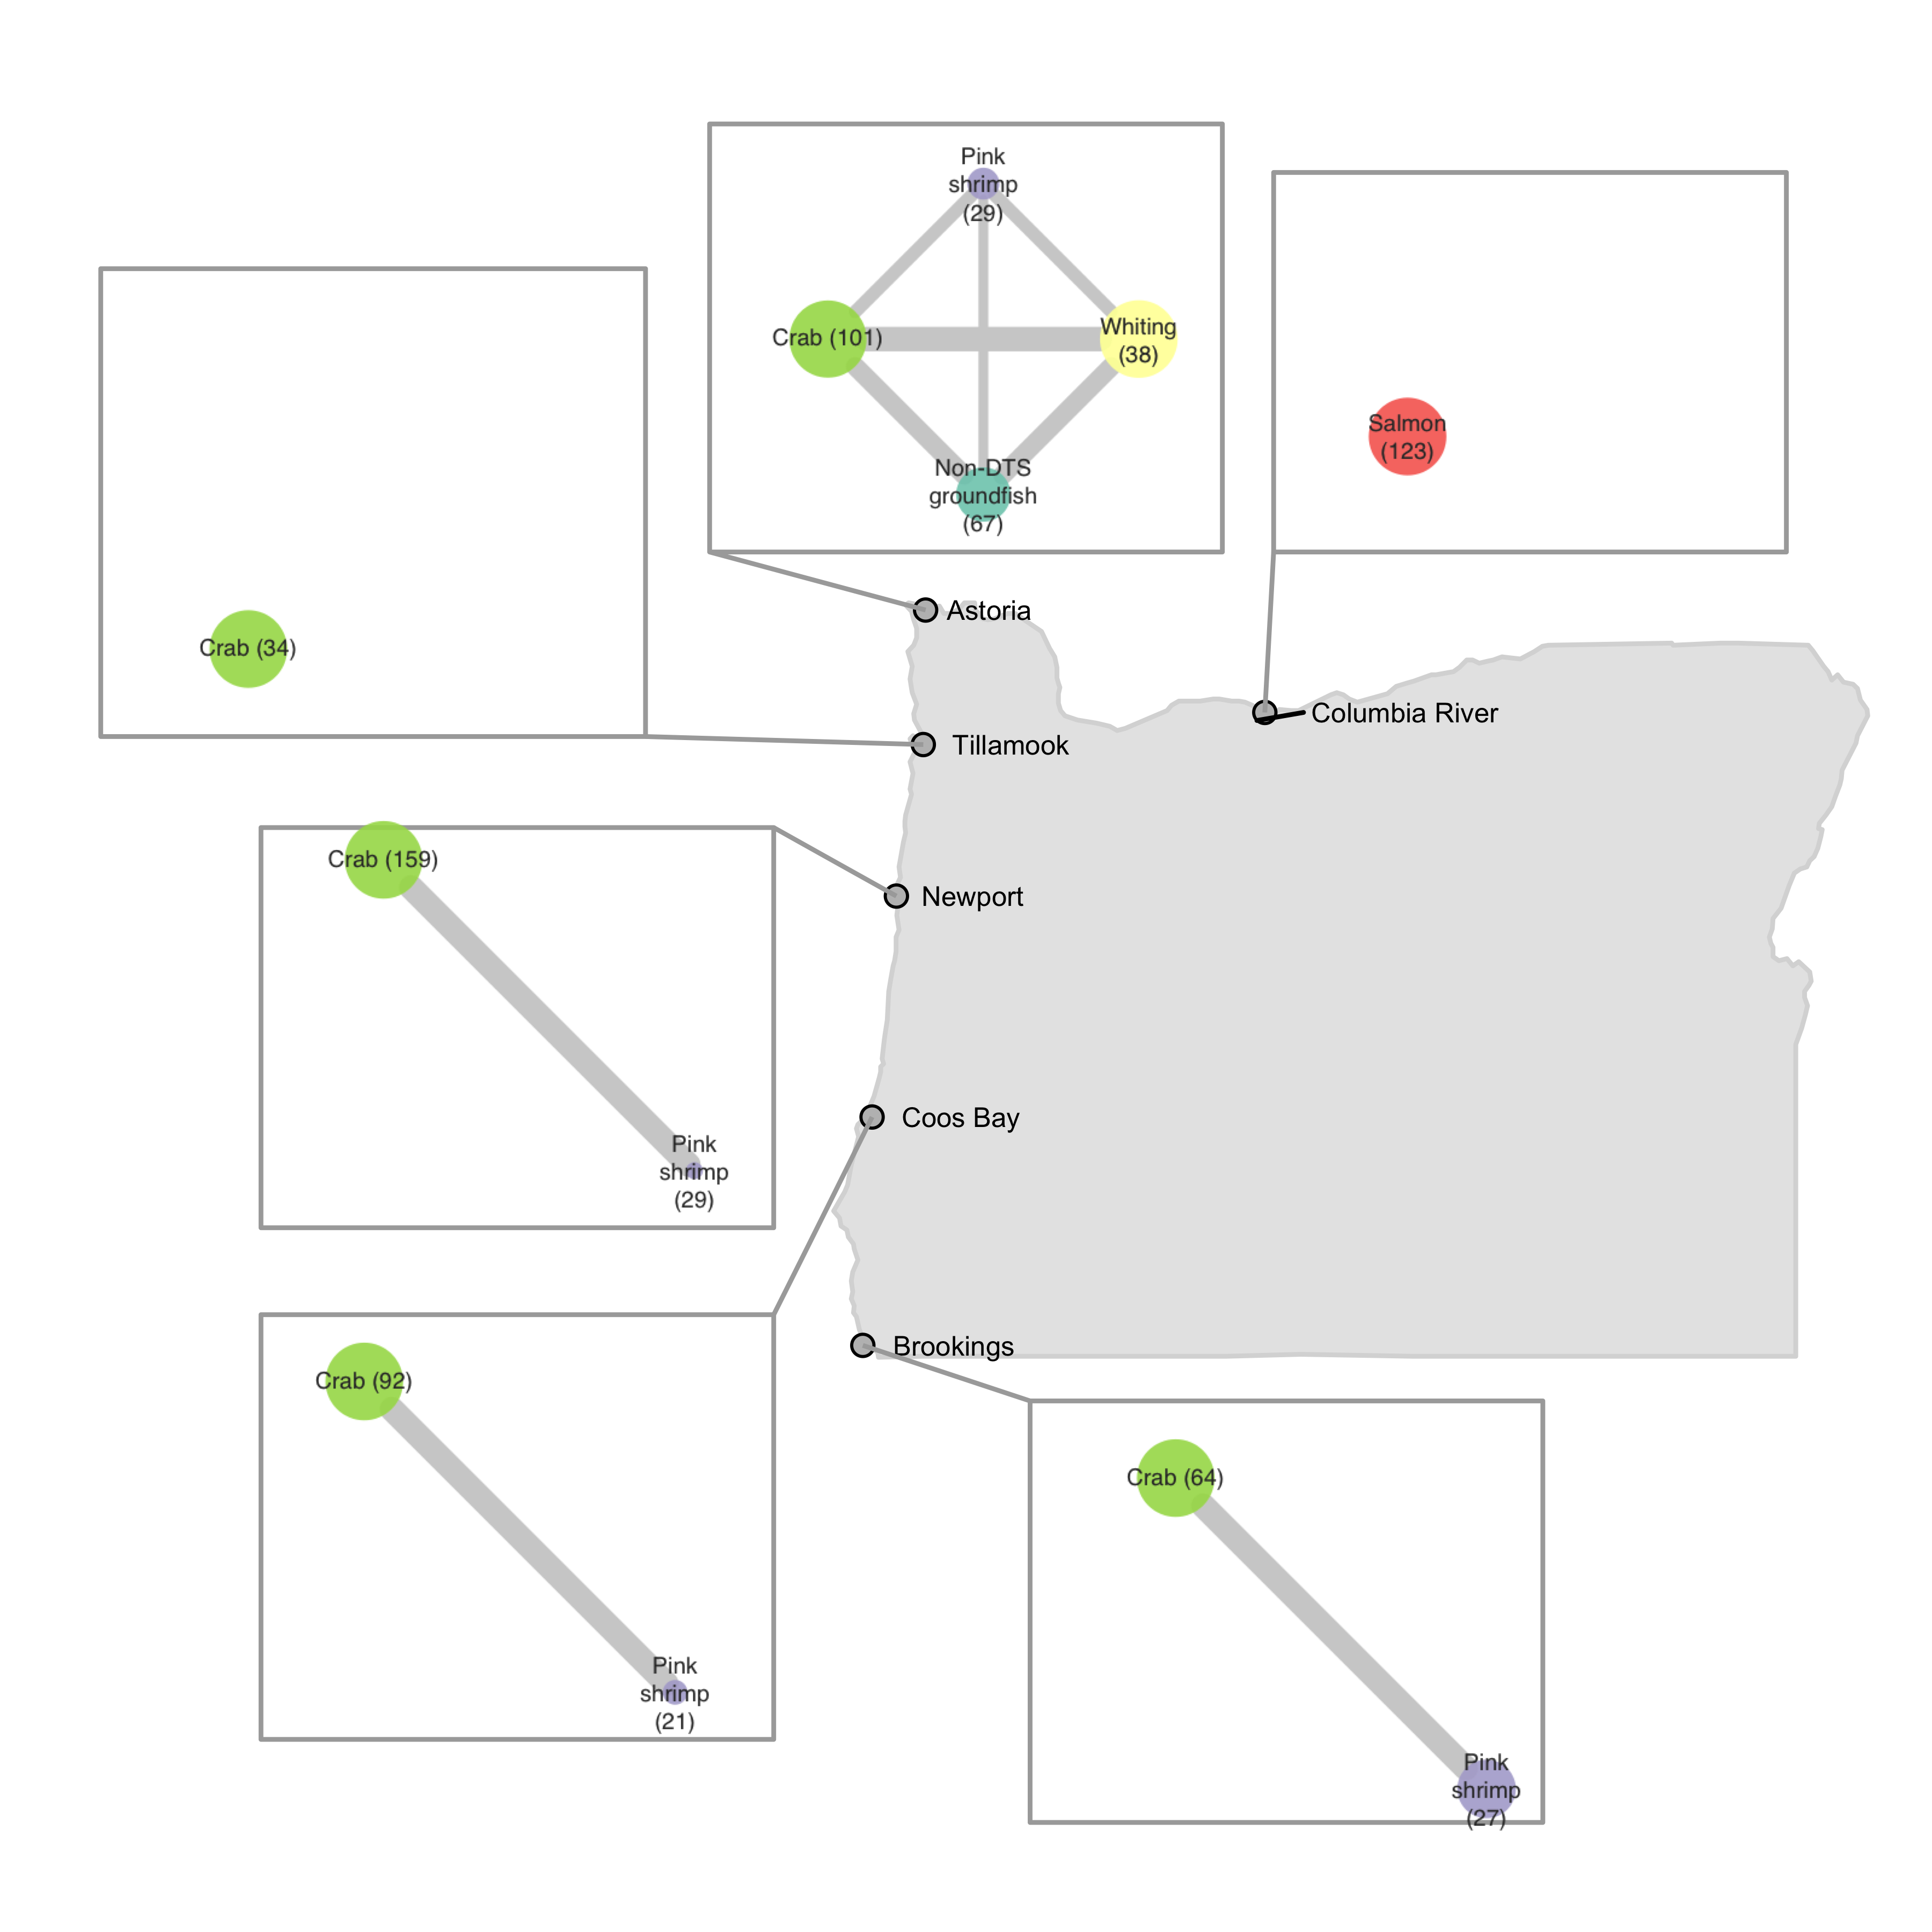 Pink
shrimp
(29)
Crab (101)
Whiting
(38)
Non-DTS
groundfish
(67)
Salmon
(123)
Crab (34)
Astoria
Columbia River
Tillamook
Crab (159)
Newport
Pink
shrimp
(29)
Coos Bay
Brookings
Crab (92)
Pink
shrimp
(21)
Crab (64)
Pink
shrimp
(27)